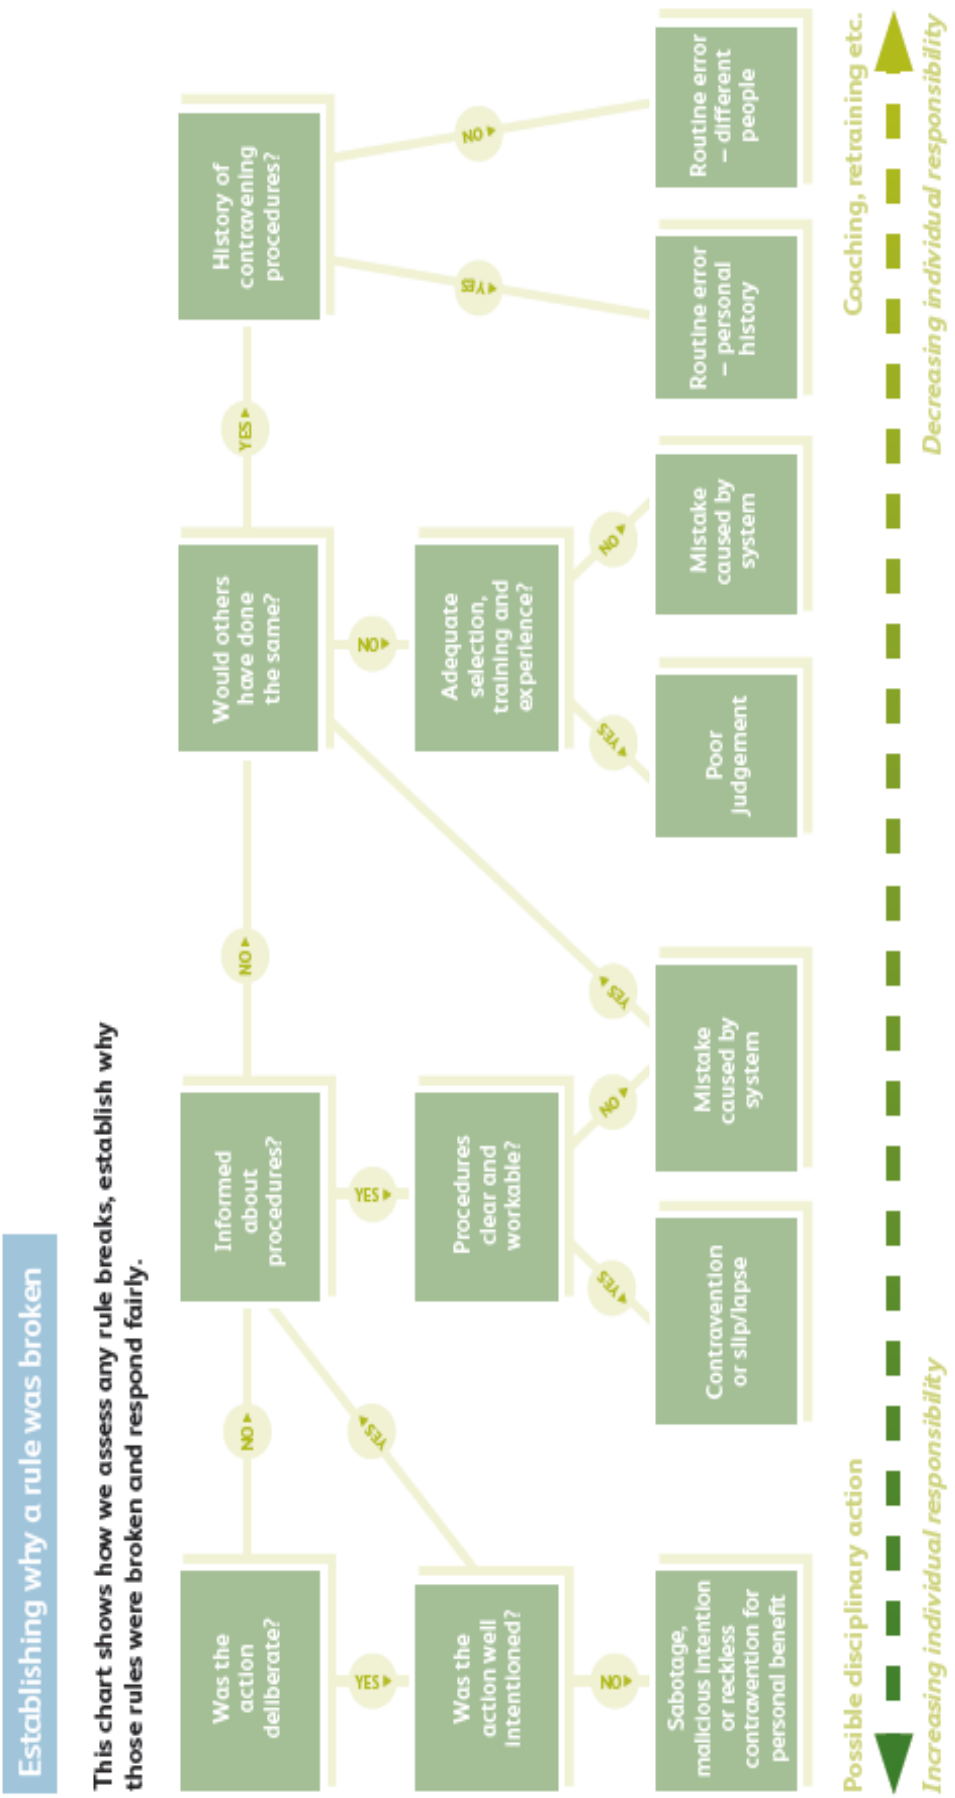 Establishing why a rule was broken
This chart shows how we assess any rule breaks, establish why
those rules were broken and respond fairly.
Was the
action
deliberate?
NO
Informed
about
procedures?
NO
Would others
have done
the same?
YES
History of
contravening
procedures?
YES
YES
YES
NO
YES
NO
Was the
action well
intentioned?
Procedures
clear and
workable?
Adequate
selection,
training and
experience?
NO
YES
NO
YES
YES
NO
Sabotage,
malicious intention
or reckless
contravention for
personal benefit
Contravention
or slip/lapse
Mistake
caused by
system
Poor
judgement
Mistake
caused by
system
Routine error
– personal
history
Routine error
– different
people
Possible disciplinary action
Coaching, retraining etc.
Increasing individual responsibility
Decreasing individual responsibility